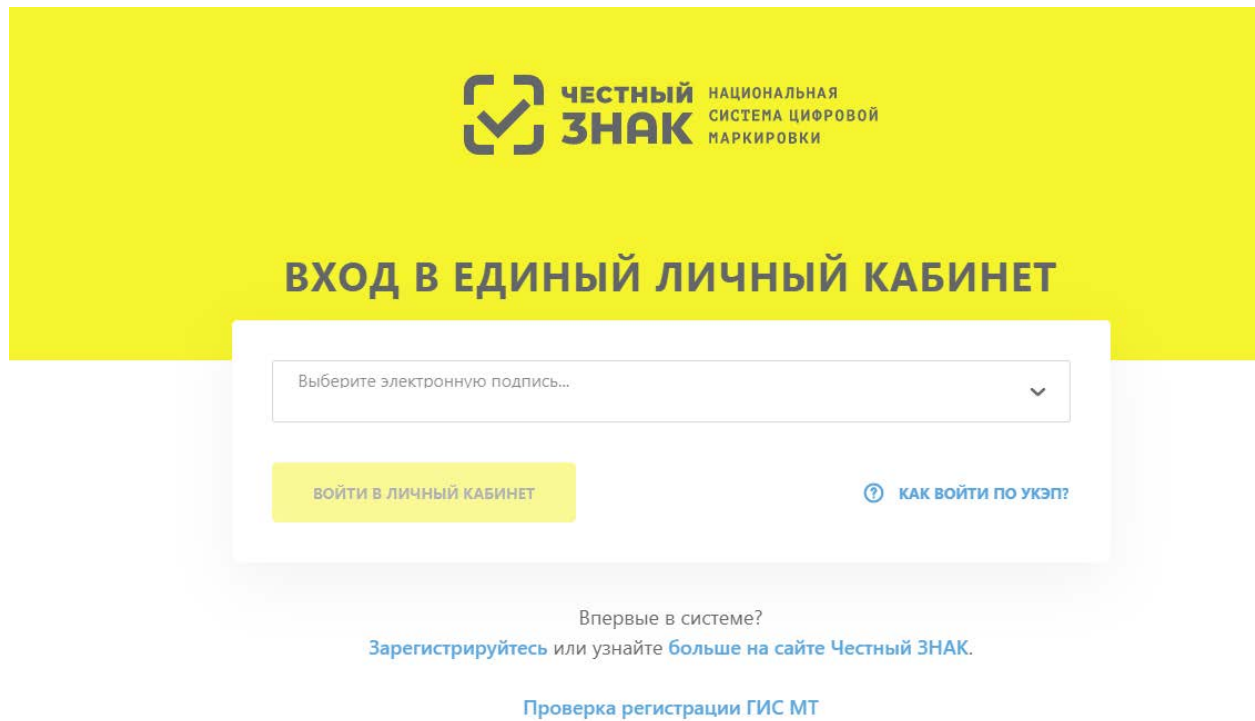 ЧЕСТНЫЙ
ЗНАК
НАЦИОНАЛЬНАЯ
СИСТЕМА ЦИФРОВОЙ
МАРКИРОВКИ
ВХОД В ЕДИНЫЙ ЛИЧНЫЙ КАБИНЕТ
Выберите электронную подпись...
ВОЙТИ В ЛИЧНЫЙ КАБИНЕТ
КАК ВОЙТИ ПО УКЭП?
Впервые в системе?
Зарегистрируйтесь или узнайте больше на сайте Честный ЗНАК.
Проверка регистрации ГИС МТ